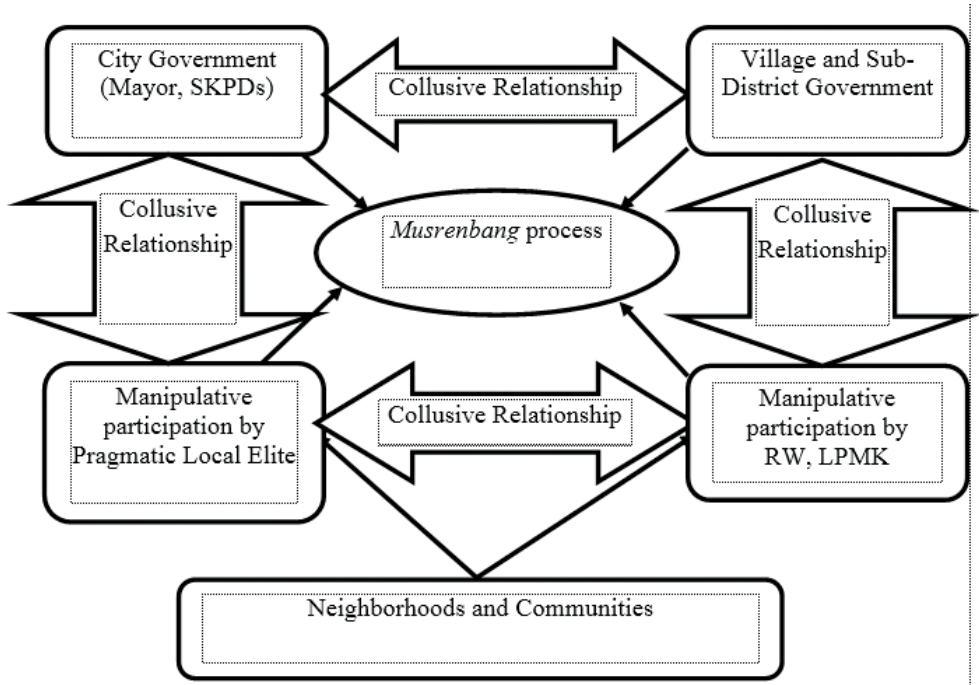 City Government
(Mayor, SKPDs)
Collusive Relationship
Village and Sub-
District Government
Collusive
Relationship
Musrenbang process
Collusive
Relationship
Manipulative
participation by
Pragmatic Local Elite
Collusive Relationship
Manipulative
participation by
RW, LPMK
Neighborhoods and Communities